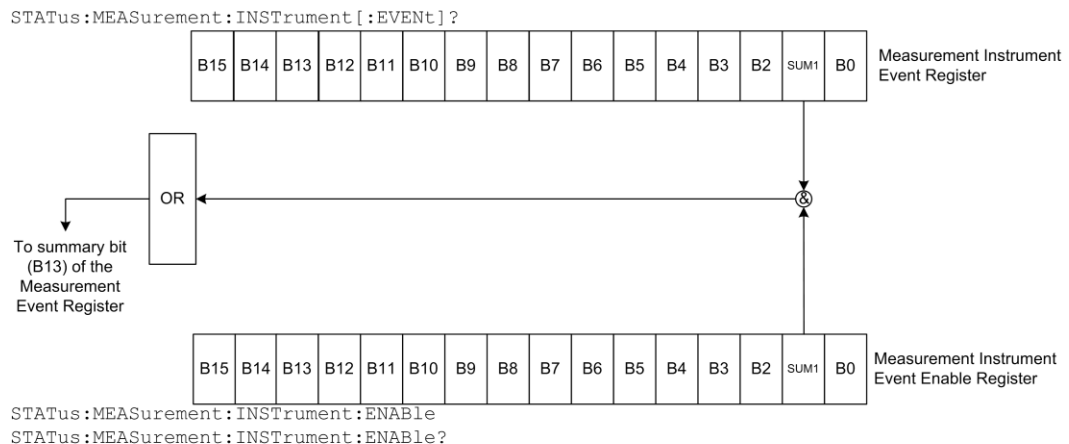 STATus:MEASurement:INSTrument[:EVENt]?
B15 B14 B13 B12 B11 B10 B9 B8 B7 B6 B5 B4 B3 B2 SUM1 B0
Measurement Instrument
Event Register
OR
&
To summary bit
(B13) of the
Measurement
Event Register
B15 B14 B13 B12 B11 B10 B9 B8 B7 B6 B5 B4 B3 B2 SUM1 B0
Measurement Instrument
Event Enable Register
STATus:MEASurement:INSTrument:ENABle
STATus:MEASurement:INSTrument:ENABle?